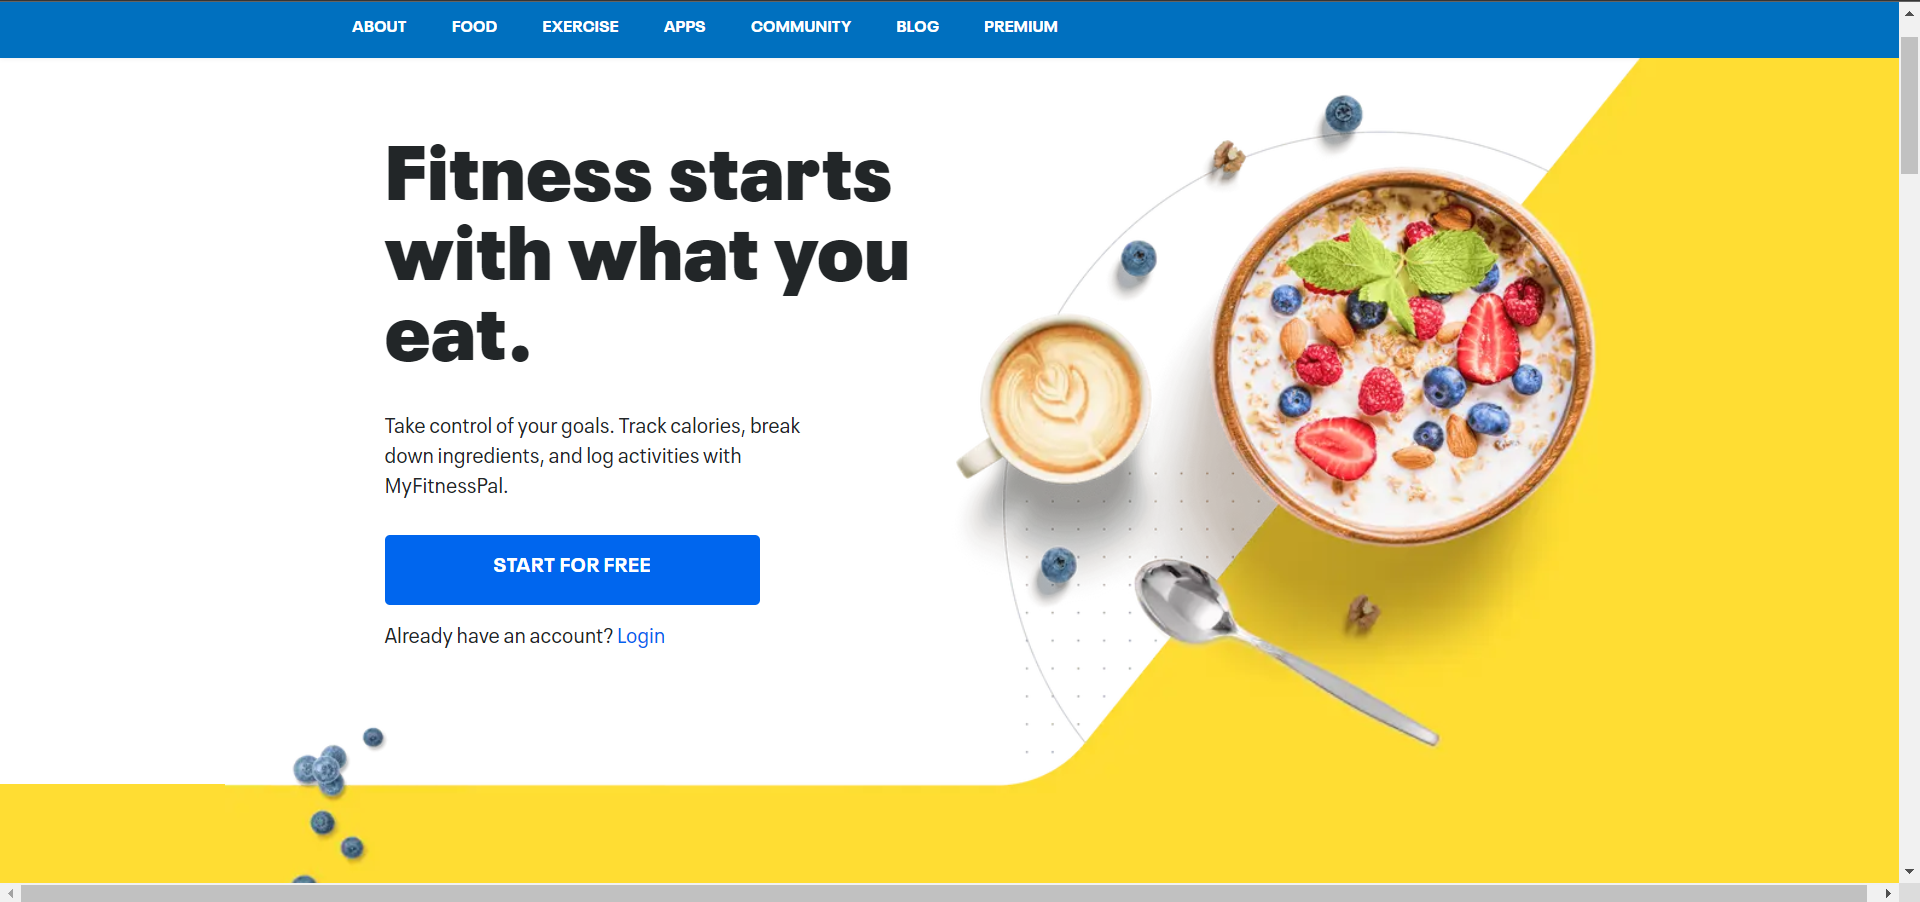 ABOUT FOOD EXERCISE APPS COMMUNITY BLOG PREMIUM
Fitness starts
with what you
eat.
Take control of your goals. Track calories, break
down ingredients, and log activities with
MyFitnessPal.
START FOR FREE
Already have an account? Login